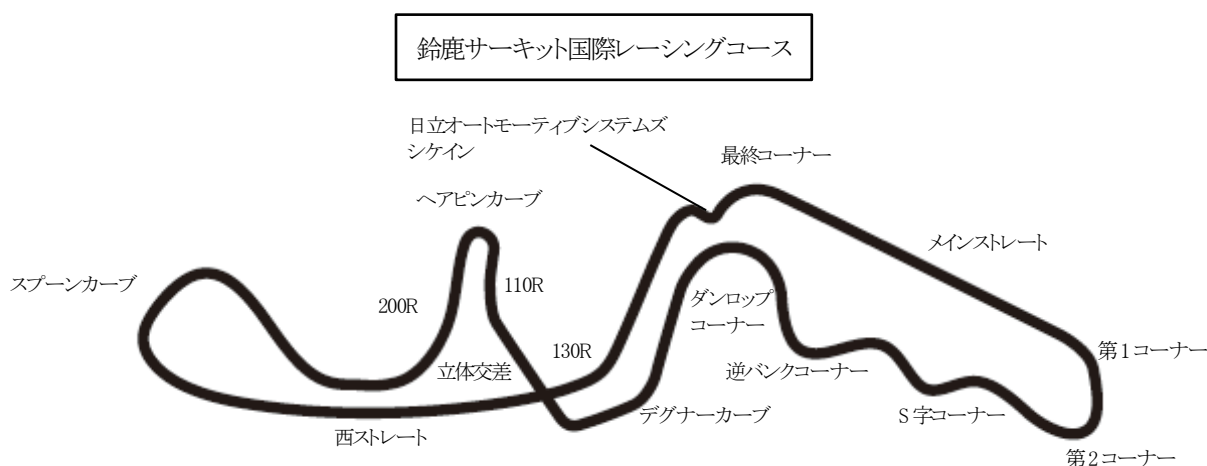 鈴鹿サーキット国際レーシングコース
日立オートモーティブシステムズ
シケイン
最終コーナー
ヘアピンカーブ
メインストレート
スプーンカーブ
110R
200R
ダンロップ
コーナー
130R
第1コーナー
立体交差
逆バンクコーナー
デグナーカーブ
S字コーナー
西ストレート
第2コーナー